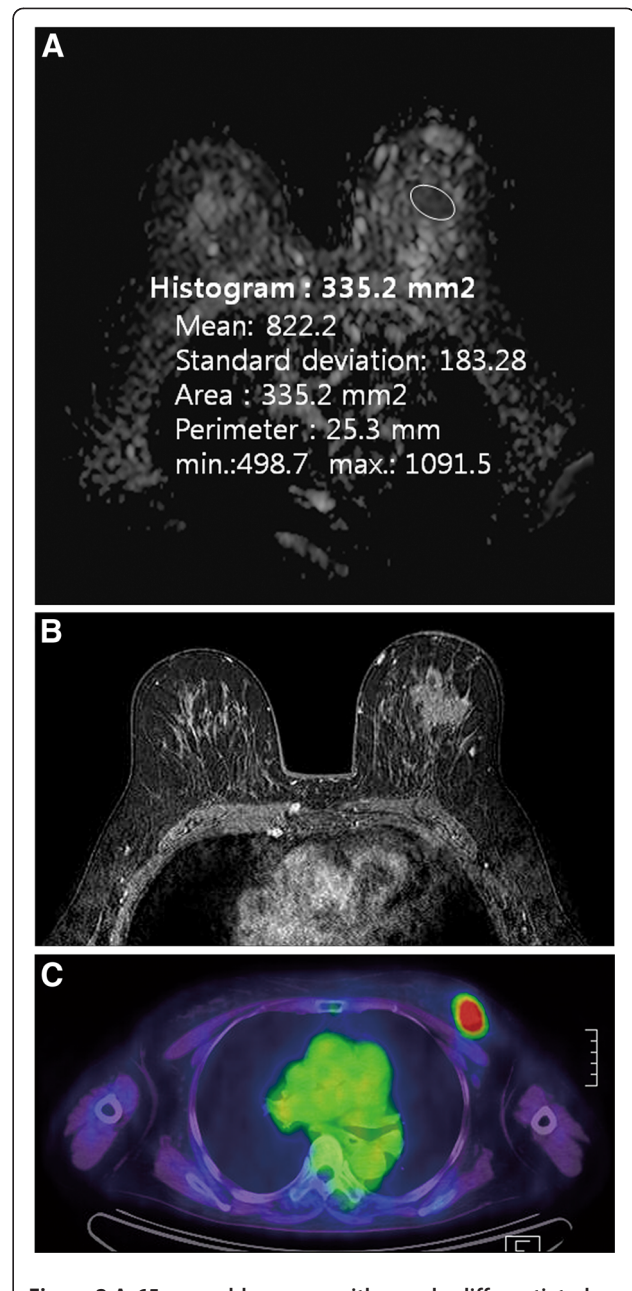 A
Histogram : 335.2 mm2
Mean: 822.2
Standard deviation: 183.28
Area : 335.2 mm2
Perimeter : 25.3 mm
min.:498.7 max.: 1091.5
B
C